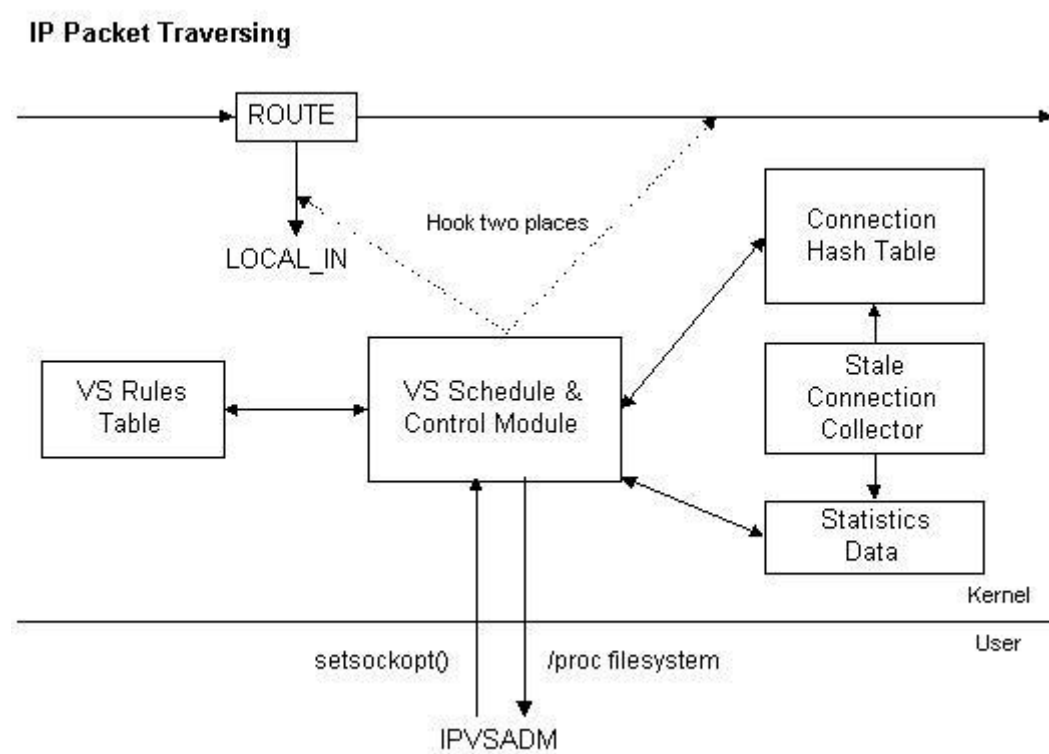 IP Packet Traversing
ROUTE
Hook two places
LOCAL_IN
Connection
Hash Table
VS Rules
Table
VS Schedule &
Control Module
Stale
Connection
Collector
Statistics
Data
Kernel
User
setsockopt()
/proc filesystem
IPVSADM